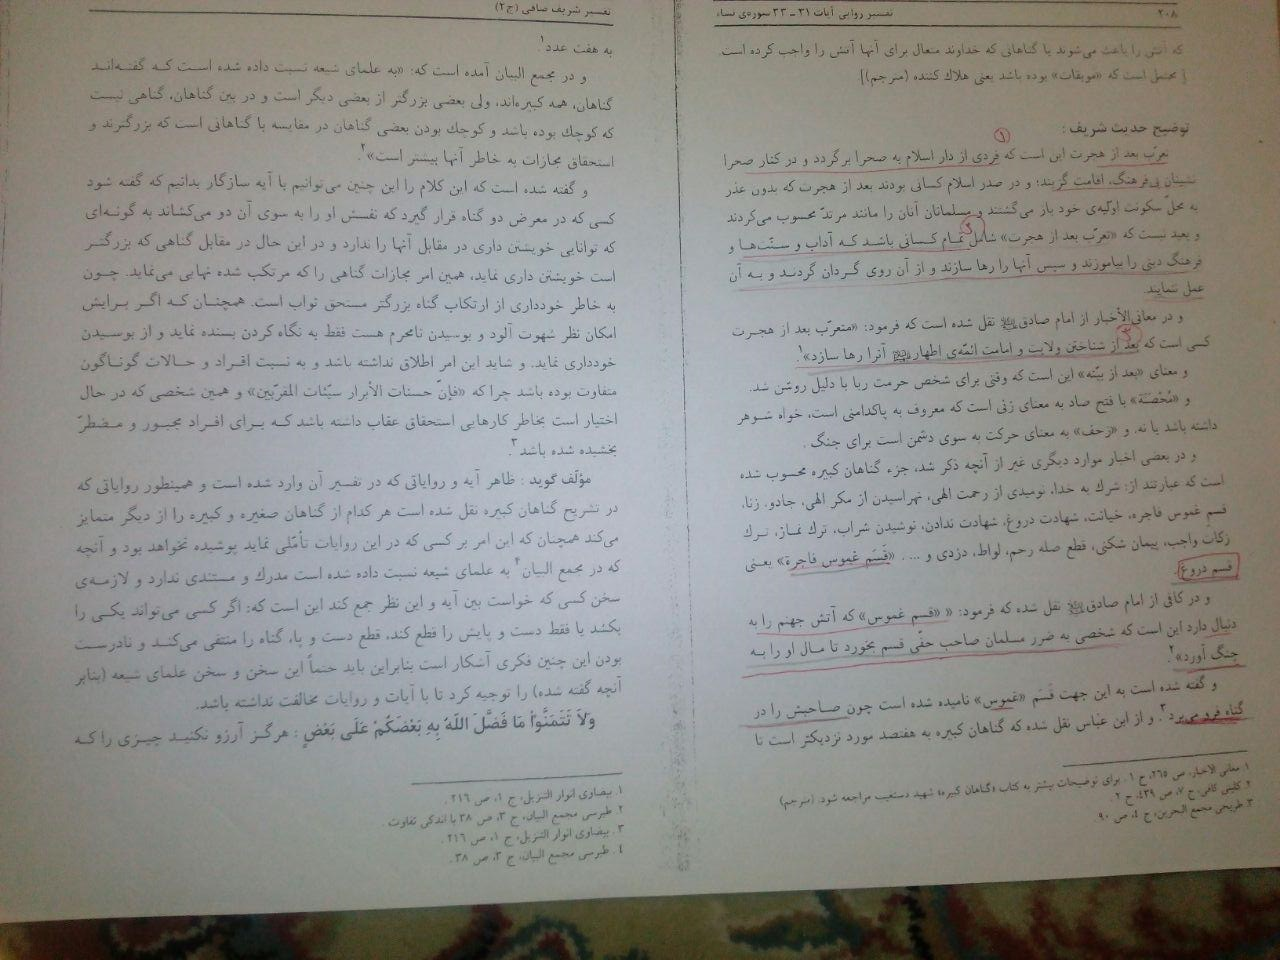 ۲۰۸ تفسیر روایی آیات ۳۱ ـ ۳۳ سوره‌ی نساء
که آتش را باعث می‌شوند یا گناهانی که خداوند متعال برای آنها آتش را واجب کرده است.
[ محتمل است که «موبقات» بوده باشد یعنی هلاك کننده (مترجم)]
توضیح حدیث شریف :
۱
تعرّب بعد از هجرت این است که فردی از دار اسلام به صحرا برگردد و در کنار صحرا
نشینان بی‌فرهنگ، اقامت گزیند؛ و در صدر اسلام کسانی بودند بعد از هجرت که بدون عذر
به محلّ سکونت اولیّه‌ی خود باز می‌گشتند و مسلمانان آنان را مانند مرتدّ محسوب می‌کردند
۲
و بعید نیست که «تعرّب بعد از هجرت» شامل تمام کسانی باشد که آداب و سنّت‌ها و
فرهنگ دینی را بیاموزند و سپس آنها را رها سازند و از آن روی گردان گردند و به آن
عمل ننمایند.
و در معانی‌الأخبار از امام صادق نقل شده است که فرمود: «متعرّب بعد از هجرت
۳
کسی است که بعد از شناختن ولایت و امامت ائمّه‌ی اطهار آنرا رها سازد»۱.
و معنای «بعد از بیّنه» این است که وقتی برای شخص حرمت ربا با دلیل روشن شد.
و «مُحْصَنَة» با فتح صاد به معنای زنی است که معروف به پاکدامنی است، خواه شوهر
داشته باشد یا نه. و «زحف» به معنای حرکت به سوی دشمن است برای جنگ .
و در بعضی اخبار موارد دیگری غیر از آنچه ذکر شد، جزء گناهان کبیره محسوب شده
است که عبارتند از: شرك به خدا، نومیدی از رحمت الهی، نهراسیدن از مکر الهی، جادو، زنا،
قسم غموس فاجره، خیانت، شهادت دروغ، شهادت ندادن، نوشیدن شراب، ترك نماز، ترك
زکات واجب، پیمان شکنی، قطع صله رحم، لواط، دزدی و .... «قَسَم غَموس فاجرة» یعنی
قسم دروغ.
و در کافی از امام صادق نقل شده که فرمود: « «قسم غموس» که آتش جهنم را به
دنبال دارد این است که شخصی به ضرر مسلمان صاحب حقّی قسم بخورد تا مال او را به
چنگ آورد»۲.
و گفته شده است به این جهت قَسَم «غموس» نامیده شده است چون صاحبش را در
گناه فرو می‌برد۳. و از ابن عبّاس نقل شده که گناهان کبیره به هفتصد مورد نزدیکتر است تا
۱. معانی الاخبار، ص ۲٦٥، ح ۱ . برای توضیحات بیشتر به کتاب «گناهان کبیره» شهید دستغیب مراجعه شود. (مترجم)
۲. کلینی کافی، ج ۷، ص ٤۳۹، ح ۲ .
۳. طریحی مجمع البحرین، ج ٤، ص ۹۰ .
تفسیر شریف صافی (ج۲)
به هفت عدد۱.
و در مجمع البیان آمده است که: «به علمای شیعه نسبت داده شده است که گفته‌اند
گناهان، همه کبیره‌اند، ولی بعضی بزرگتر از بعضی دیگر است و در بین گناهان، گناهی نیست
که کوچك بوده باشد و کوچك بودن بعضی گناهان در مقایسه با گناهانی است که بزرگترند و
استحقاق مجازات به خاطر آنها بیشتر است»۲.
و گفته شده است که این کلام را این چنین می‌توانیم با آیه سازگار بدانیم که گفته شود
کسی که در معرض دو گناه قرار گیرد که نفسش او را به سوی آن دو می‌کشاند به گونه‌ای
که توانایی خویشتن داری در مقابل آنها را ندارد و در این حال در مقابل گناهی که بزرگتر
است خویشتن داری نماید، همین امر مجازات گناهی را که مرتکب شده نهایی می‌نماید. چون
به خاطر خودداری از ارتکاب گناه بزرگتر مستحق ثواب است. همچنان که اگر برایش
امکان نظر شهوت آلود و بوسیدن نامحرم هست فقط به نگاه کردن بسنده نماید و از بوسیدن
خودداری نماید. و شاید این امر اطلاق نداشته باشد و به نسبت افراد و حالات گوناگون
متفاوت بوده باشد چرا که «فإنّ حسنات الأبرار سیّئات المقرّبین» و همین شخصی که در حال
اختیار است بخاطر کارهایی استحقاق عقاب داشته باشد که برای افراد مجبور و مضطرّ
بخشیده شده باشد۳.
مؤلّف گوید : ظاهر آیه و روایاتی که در تفسیر آن وارد شده است و همینطور روایاتی که
در تشریح گناهان کبیره نقل شده است هر کدام از گناهان صغیره و کبیره را از دیگر متمایز
می‌کند همچنان که این امر بر کسی که در این روایات تأمّلی نماید پوشیده نخواهد بود و آنچه
که در مجمع البیان۴ به علمای شیعه نسبت داده شده است مدرك و مستندی ندارد و لازمه‌ی
سخن کسی که خواست بین آیه و این نظر جمع کند این است که: اگر کسی می‌تواند یکی را
بکشد یا فقط دست و پایش را قطع کند، قطع دست و پا، گناه را منتفی می‌کند و نادرست
بودن این چنین فکری آشکار است بنابراین باید حتماً این سخن و سخن علمای شیعه (بنابر
آنچه گفته شده) را توجیه کرد تا با آیات و روایات مخالفت نداشته باشد.
وَلاَ تَتَمَنَّوْا مَا فَضَّلَ اللّهُ بِهِ بَعْضَكُمْ عَلَى بَعْضٍ : هرگز آرزو نکنید چیزی را که
۱. بیضاوی انوار التنزیل، ج ۱، ص ۲۱٦ .
۲. طبرسی مجمع البیان، ج ۳، ص ۳۸ با اندکی تفاوت .
۳. بیضاوی انوار التنزیل، ج ۱، ص ۲۱٦ .
٤. طبرسی مجمع البیان، ج ۳، ص ۳۸ .